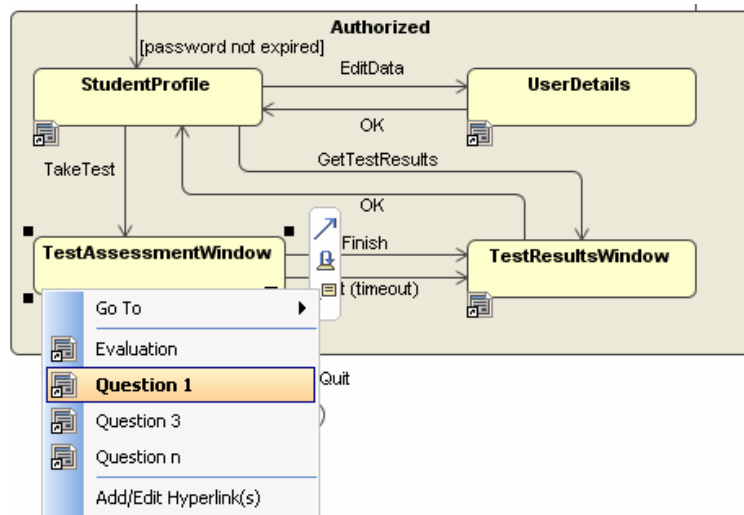 Authorized
[password not expired]
StudentProfile
EditData
UserDetails
OK
TakeTest
GetTestResults
OK
TestAssessmentWindow
Finish
TestResultsWindow
t (timeout)
Go To
Evaluation
Question 1
Quit
Question 3
Question n
Add/Edit Hyperlink(s)